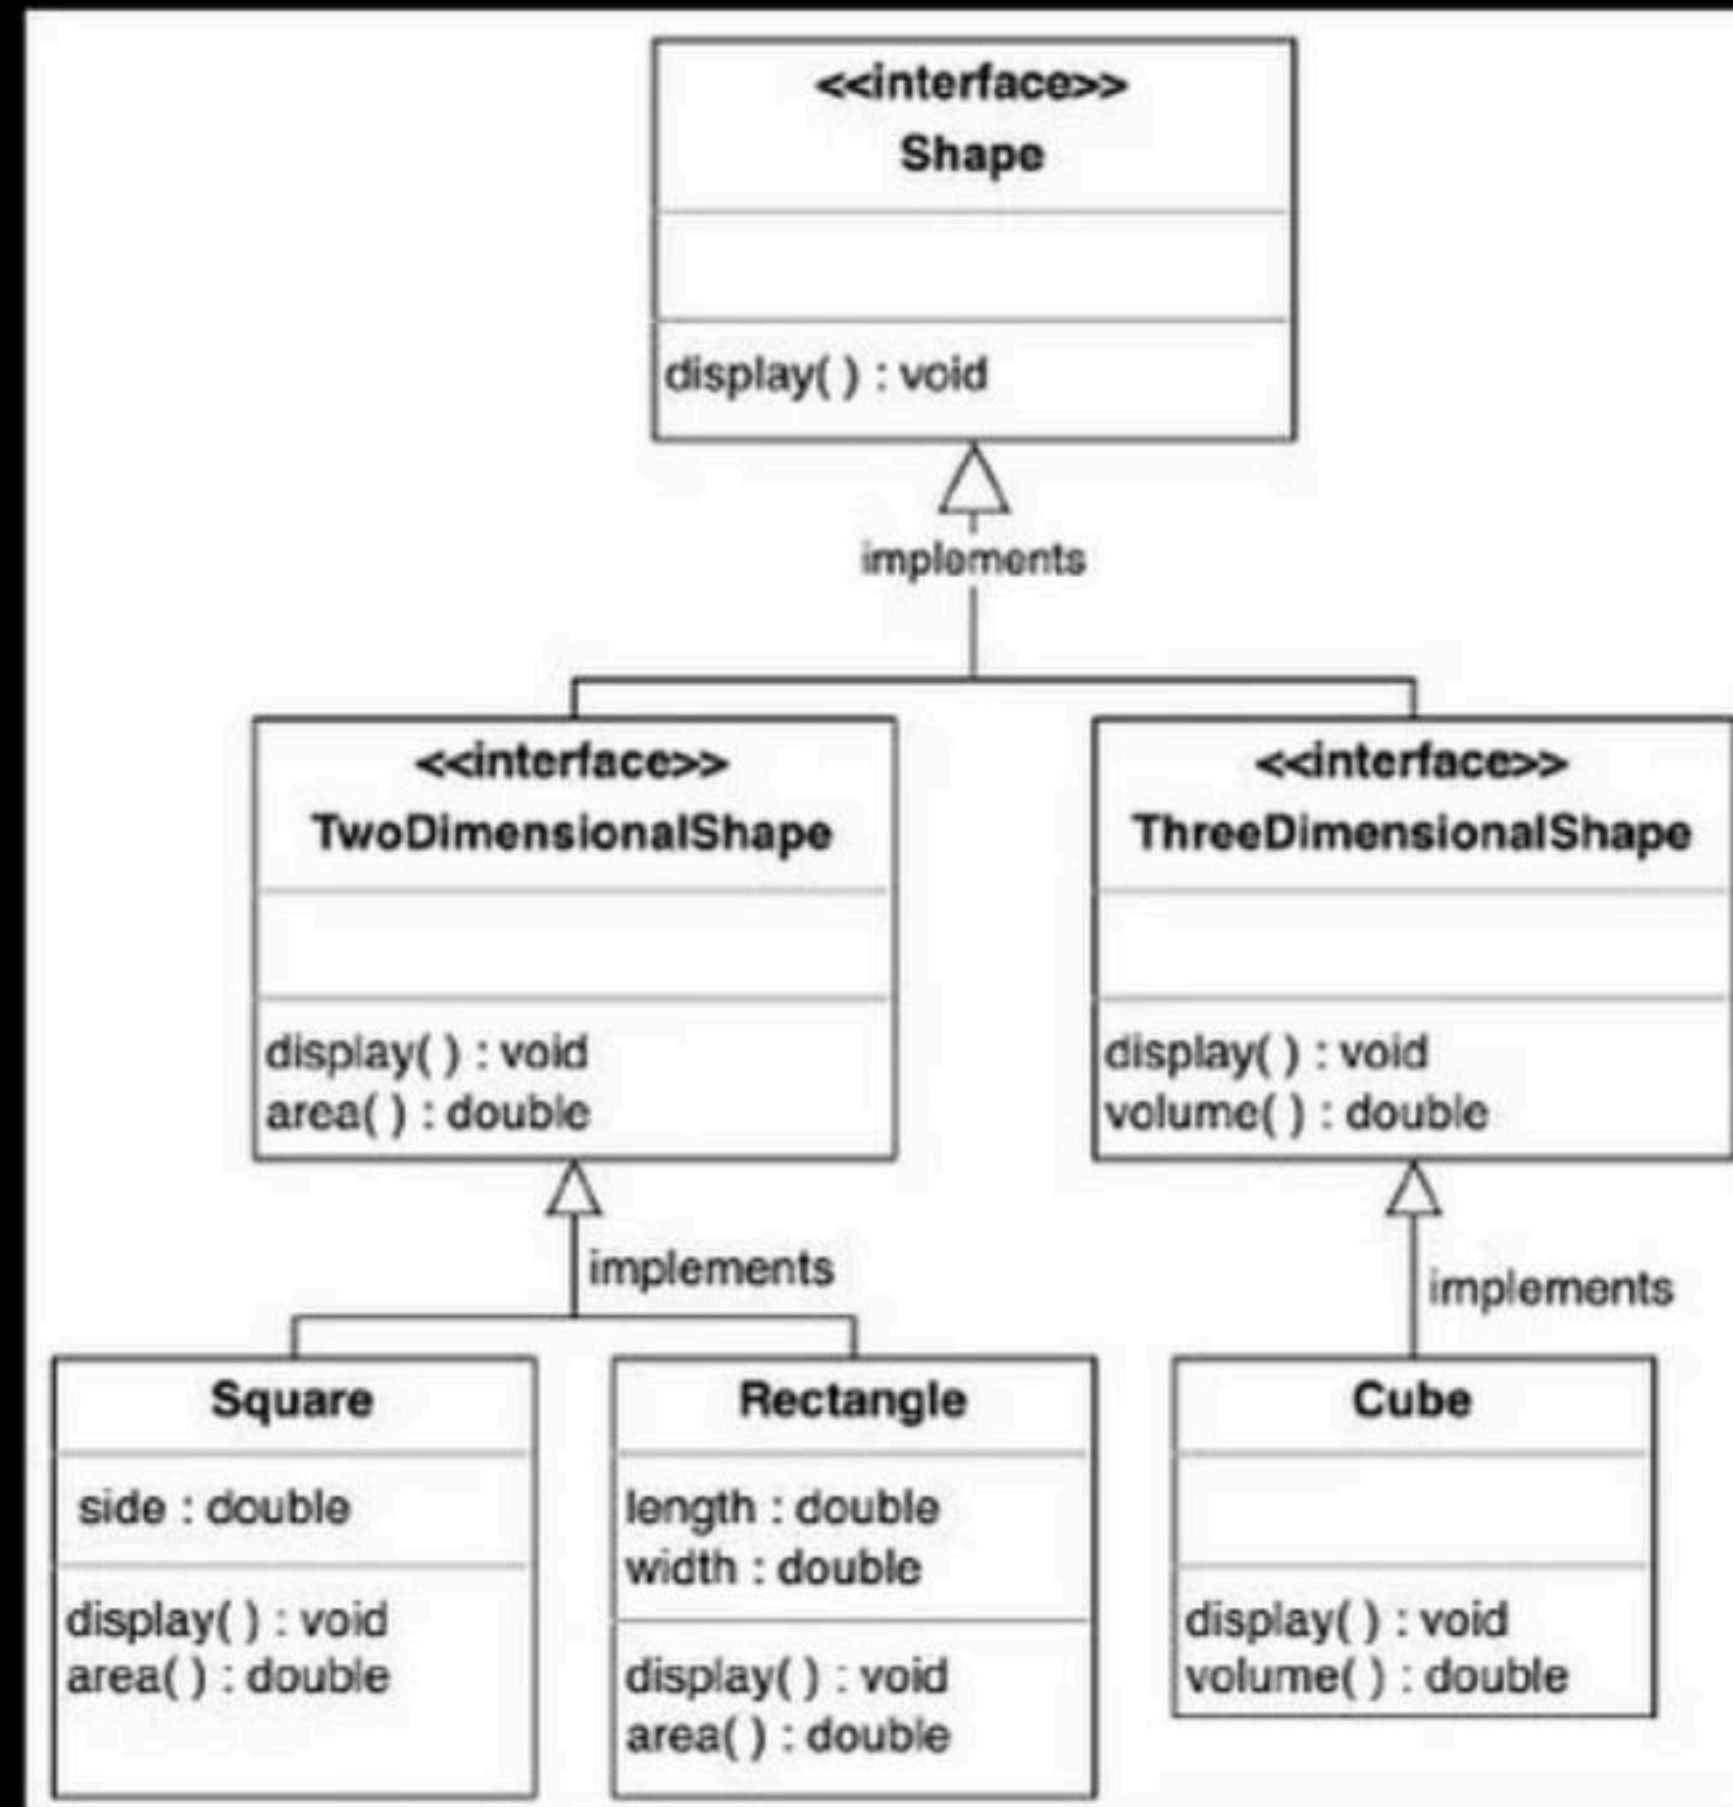 <<interface>>
Shape
display( ) : void
implements
<<interface>>
TwoDimensionalShape
display( ) : void
area( ) : double
<<interface>>
ThreeDimensionalShape
display( ) : void
volume( ) : double
implements
implements
Square
side : double
display( ) : void
area( ) : double
Rectangle
length : double
width : double
display( ) : void
area( ) : double
Cube
display( ) : void
volume( ) : double